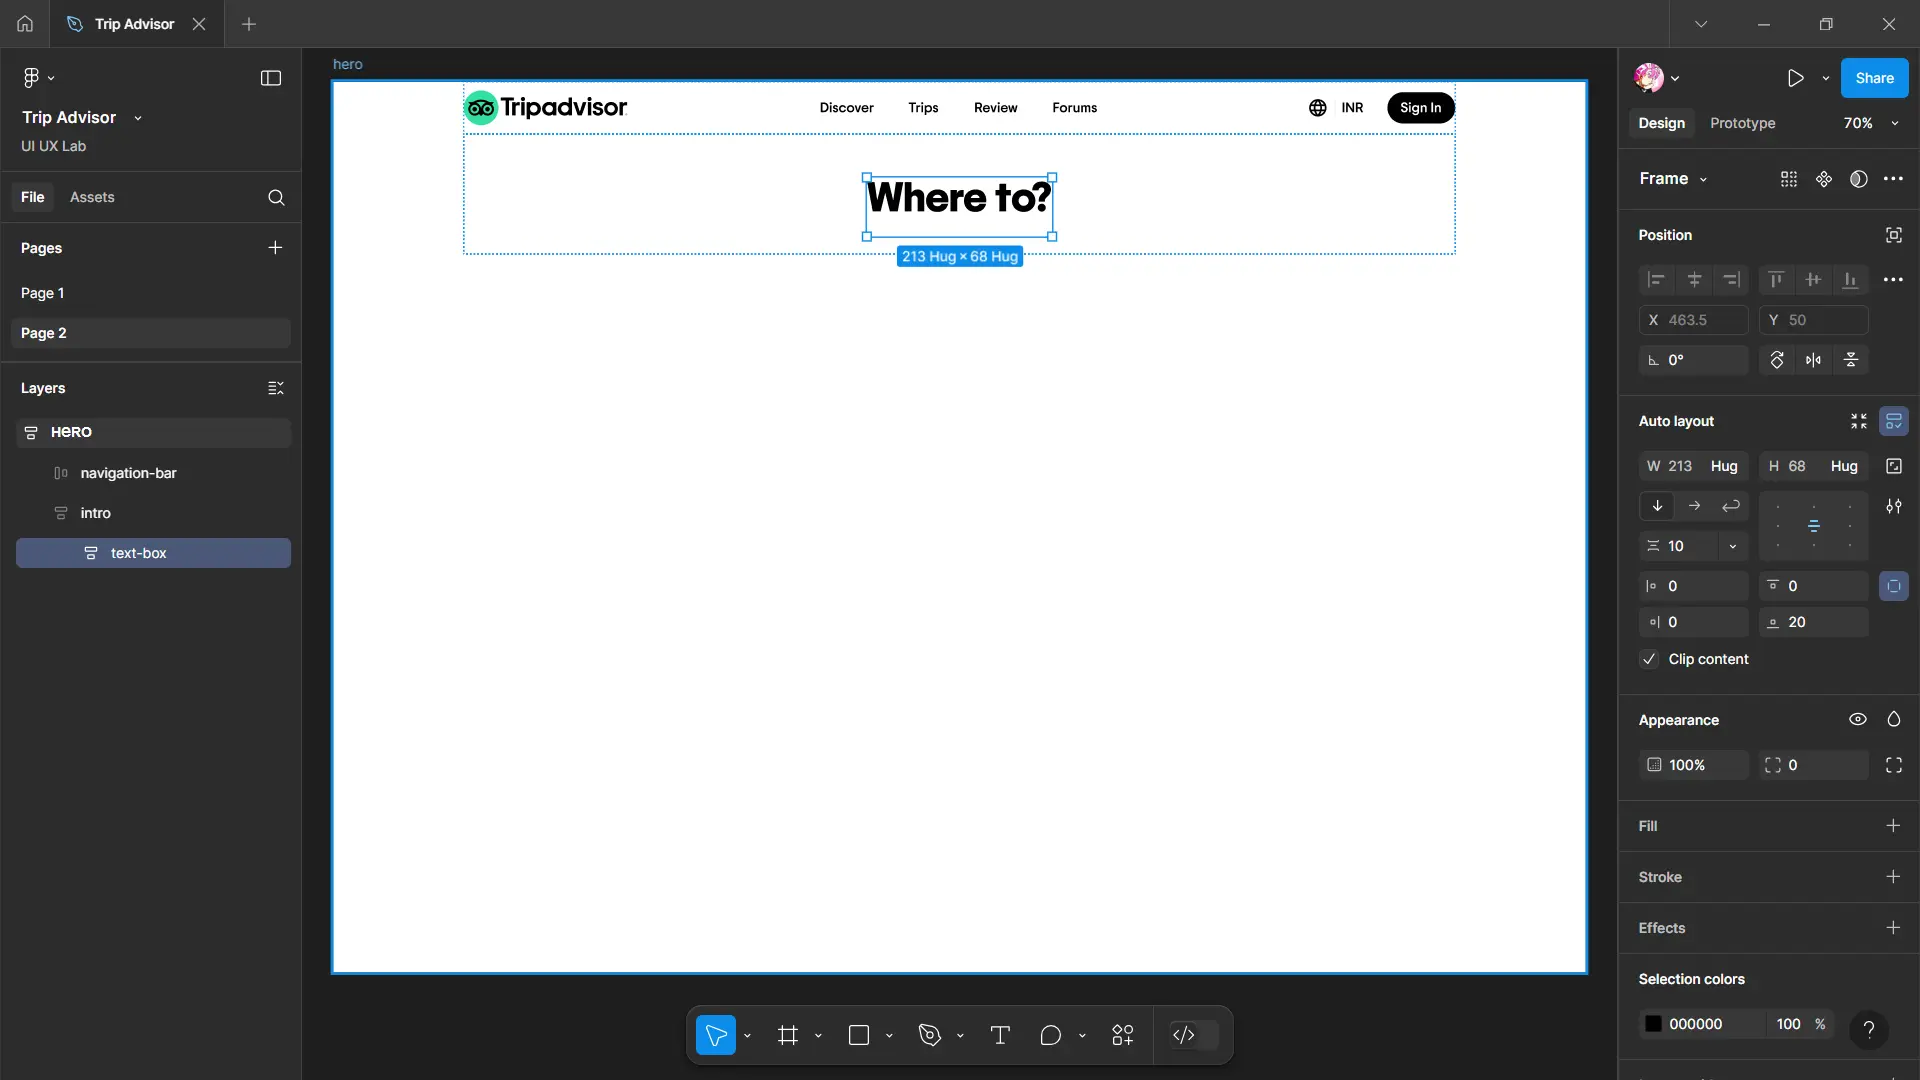 Trip Advisor
Trip Advisor
UI UX Lab
File
Assets
Pages
Page 1
Page 2
Layers
HERO
navigation-bar
intro
text-box
hero
Tripadvisor
Discover
Trips
Review
Forums
INR
Sign In
Where to?
213 Hug × 68 Hug
Share
Design
Prototype
70%
Frame
Position
X 463.5
Y 50
0°
Auto layout
W 213 Hug
H 68 Hug
10
0
0
0
20
Clip content
Appearance
100%
0
Fill
Stroke
Effects
Selection colors
000000 100 %
?